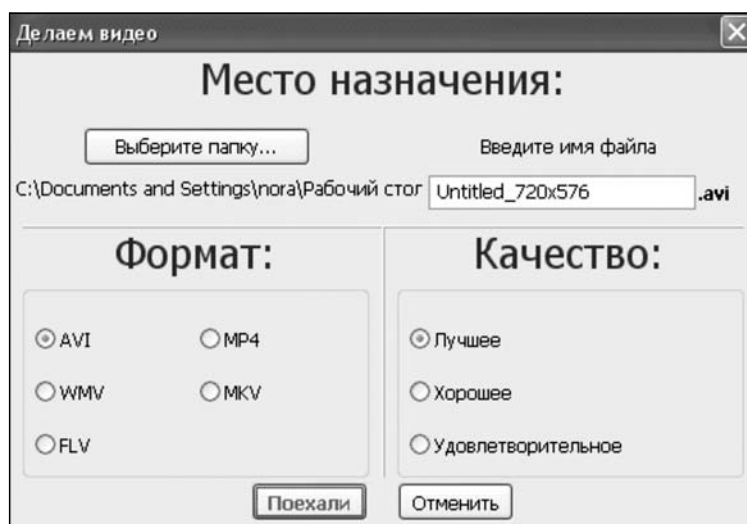 Делаем видео
Место назначения:
Выберите папку... Введите имя файла
C:\Documents and Settings\nora\Рабочий стол Untitled_720x576 .avi
Формат: Качество:
AVI MP4 Лучшее
WMV MKV Хорошее
FLV Удовлетворительное
Поехали Отменить